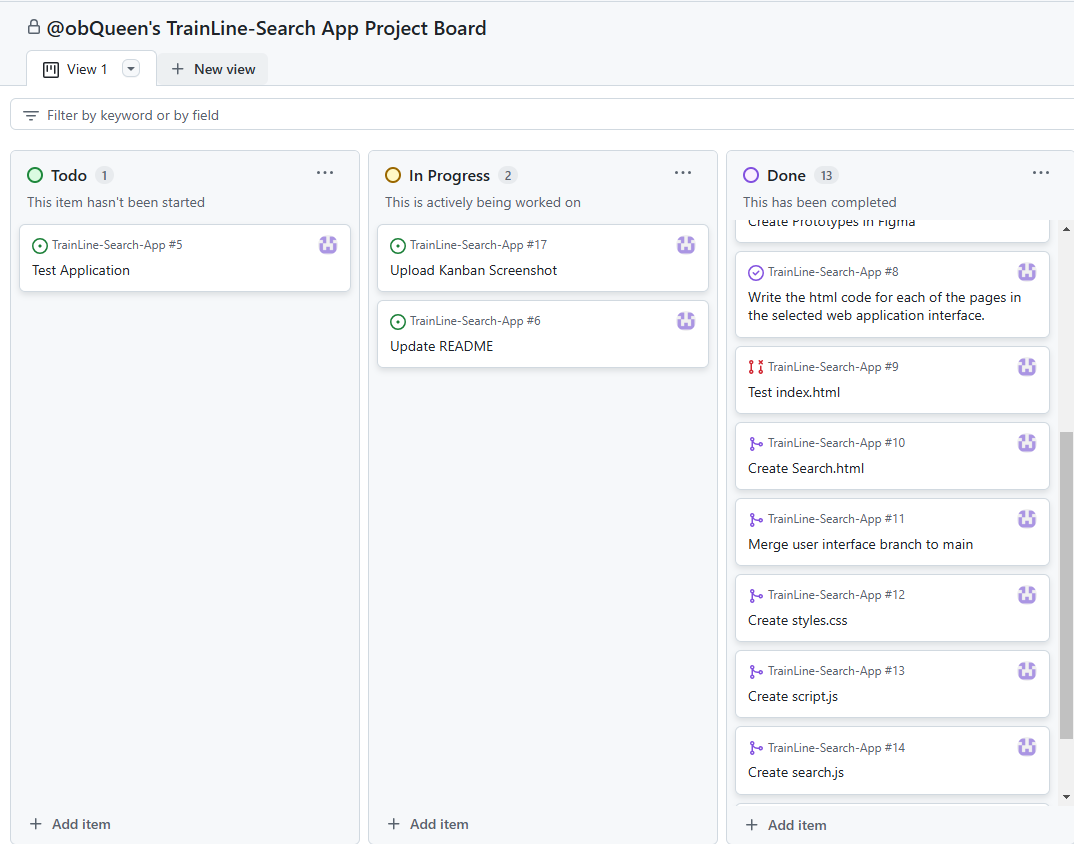 @obQueen's TrainLine-Search App Project Board
View 1
New view
Filter by keyword or by field
Todo 1
This item hasn't been started
TrainLine-Search-App #5
Test Application
Add item
In Progress 2
This is actively being worked on
TrainLine-Search-App #17
Upload Kanban Screenshot
TrainLine-Search-App #6
Update README
Add item
Done 13
This has been completed
Create Prototypes in Figma
TrainLine-Search-App #8
Write the html code for each of the pages in
the selected web application interface.
TrainLine-Search-App #9
Test index.html
TrainLine-Search-App #10
Create Search.html
TrainLine-Search-App #11
Merge user interface branch to main
TrainLine-Search-App #12
Create styles.css
TrainLine-Search-App #13
Create script.js
TrainLine-Search-App #14
Create search.js
Add item